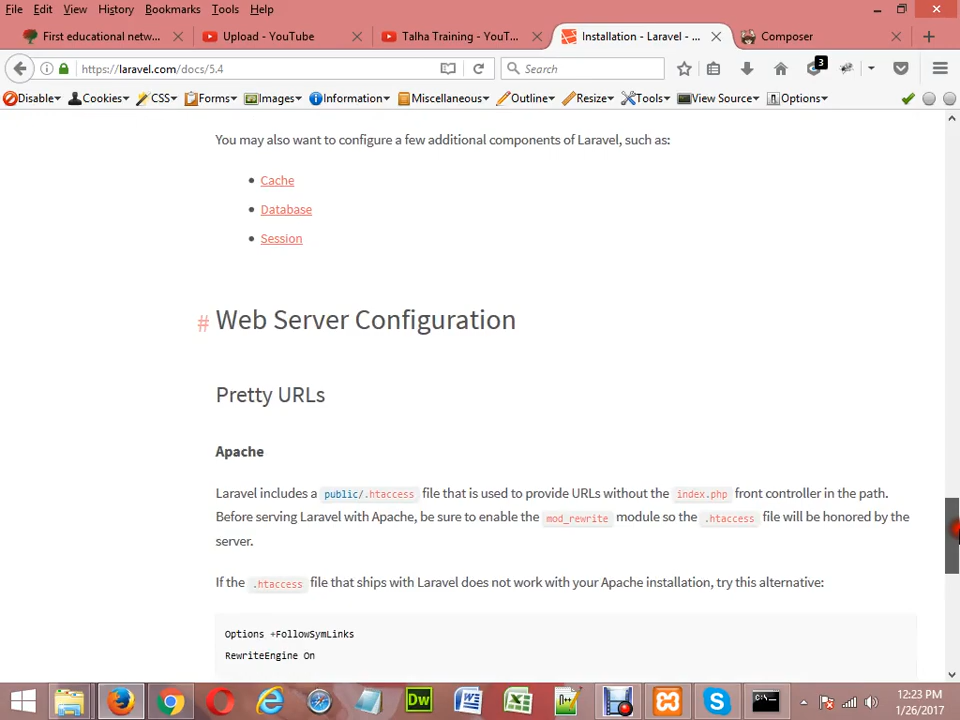 File Edit View History Bookmarks Tools Help
First educational netw...
Upload - YouTube
Talha Training - YouT...
Installation - Laravel - ...
Composer
https://laravel.com/docs/5.4
Search
3
Disable Cookies CSS Forms Images Information Miscellaneous Outline Resize Tools View Source Options
You may also want to configure a few additional components of Laravel, such as:
Cache
Database
Session
# Web Server Configuration
Pretty URLs
Apache
Laravel includes a public/.htaccess file that is used to provide URLs without the index.php front controller in the path.
Before serving Laravel with Apache, be sure to enable the mod_rewrite module so the .htaccess file will be honored by the
server.
If the .htaccess file that ships with Laravel does not work with your Apache installation, try this alternative:
Options +FollowSymLinks
RewriteEngine On
Dw
12:23 PM
1/26/2017